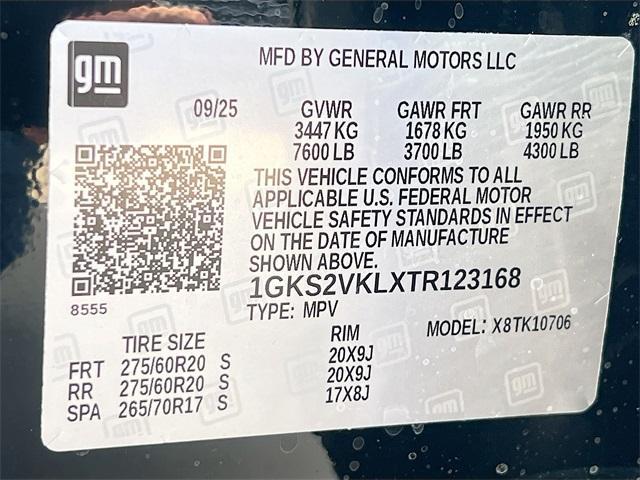 gm
MFD BY GENERAL MOTORS LLC
09/25 GVWR GAWR FRT GAWR RR
3447 KG 1678 KG 1950 KG
7600 LB 3700 LB 4300 LB
THIS VEHICLE CONFORMS TO ALL
APPLICABLE U.S. FEDERAL MOTOR
VEHICLE SAFETY STANDARDS IN EFFECT
ON THE DATE OF MANUFACTURE
SHOWN ABOVE.
1GKS2VKLXTR123168
8555
TYPE: MPV MODEL: X8TK10706
TIRE SIZE RIM
FRT 275/60R20 S 20X9J
RR 275/60R20 S 20X9J
SPA 265/70R17 S 17X8J